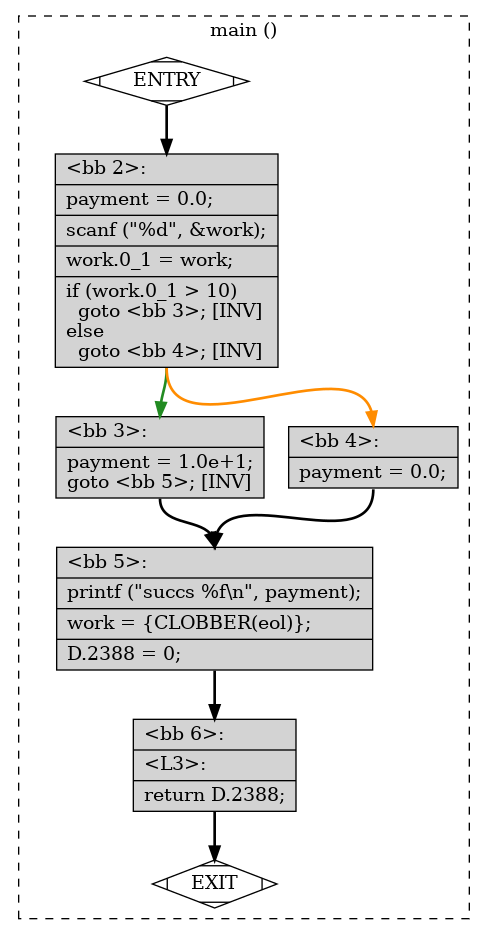 main ()
ENTRY
<bb 2>:
payment = 0.0;
scanf ("%d", &work);
work.0_1 = work;
if (work.0_1 > 10)
goto <bb 3>; [INV]
else
goto <bb 4>; [INV]
<bb 3>:
payment = 1.0e+1;
goto <bb 5>; [INV]
<bb 4>:
payment = 0.0;
<bb 5>:
printf ("succs %f\n", payment);
work = {CLOBBER(eol)};
D.2388 = 0;
<bb 6>:
<L3>:
return D.2388;
EXIT